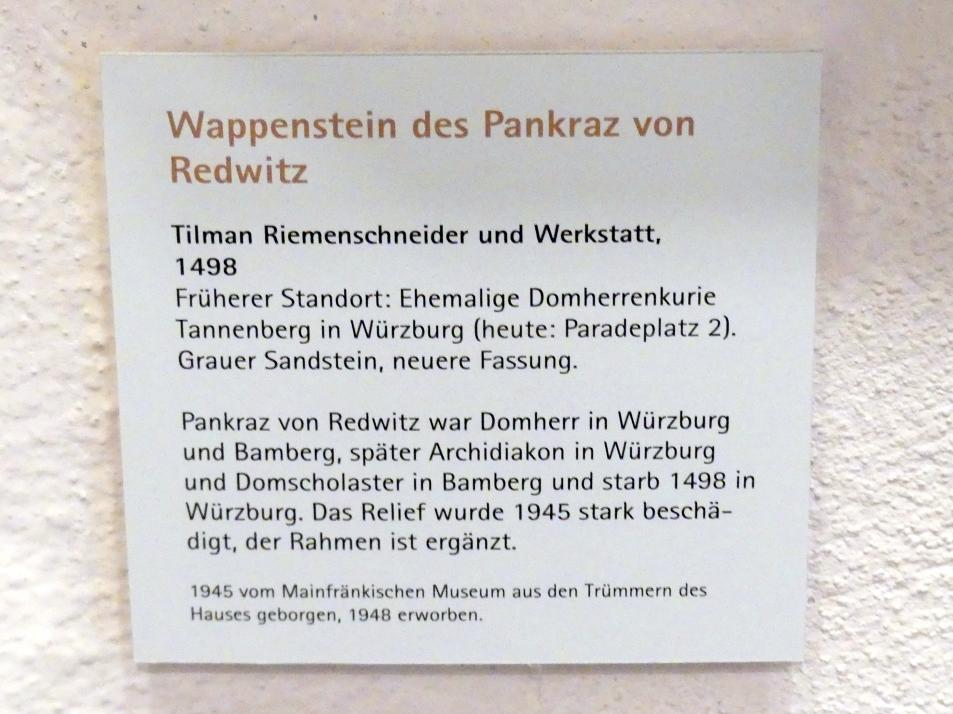 Wappenstein des Pankraz von
Redwitz
Tilman Riemenschneider und Werkstatt,
1498
Früherer Standort: Ehemalige Domherrenkurie
Tannenberg in Würzburg (heute: Paradeplatz 2).
Grauer Sandstein, neuere Fassung.
Pankraz von Redwitz war Domherr in Würzburg
und Bamberg, später Archidiakon in Würzburg
und Domscholaster in Bamberg und starb 1498 in
Würzburg. Das Relief wurde 1945 stark beschä-
digt, der Rahmen ist ergänzt.
1945 vom Mainfränkischen Museum aus den Trümmern des
Hauses geborgen, 1948 erworben.